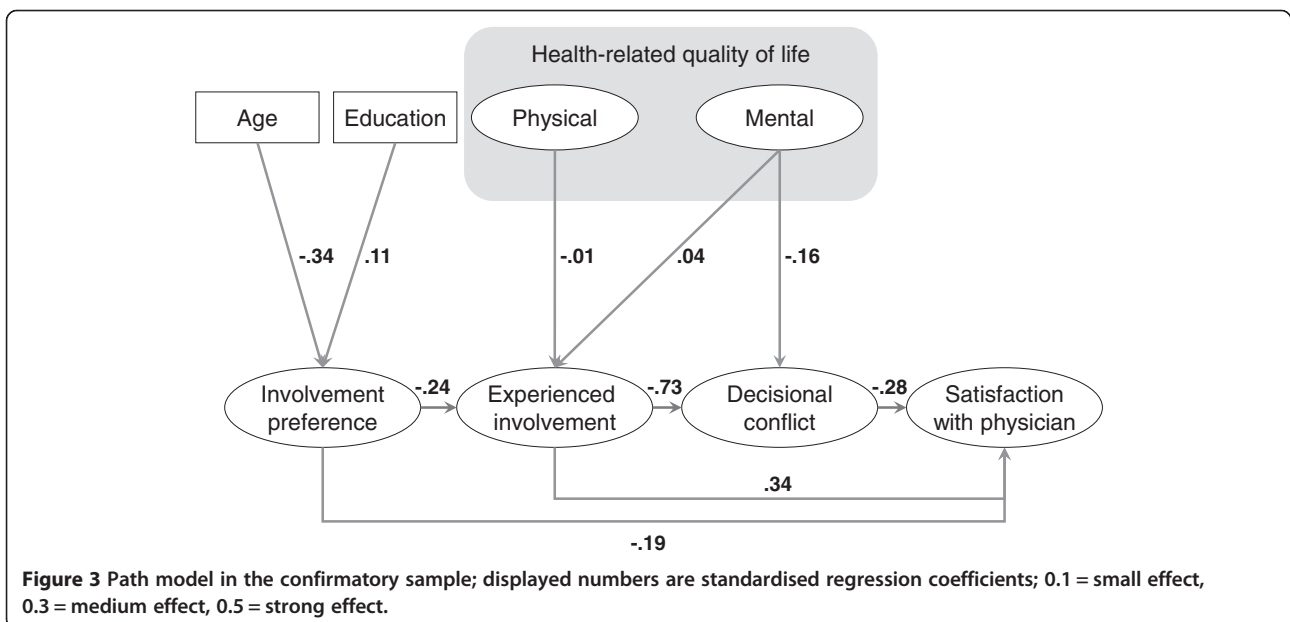 Health-related quality of life
Age
Education
Physical
Mental
-.34
.11
-.01
.04
-.16
Involvement
preference
-.24
Experienced
involvement
-.73
Decisional
conflict
-.28
Satisfaction
with physician
.34
-.19
Figure 3 Path model in the confirmatory sample; displayed numbers are standardised regression coefficients; 0.1 = small effect,
0.3 = medium effect, 0.5 = strong effect.